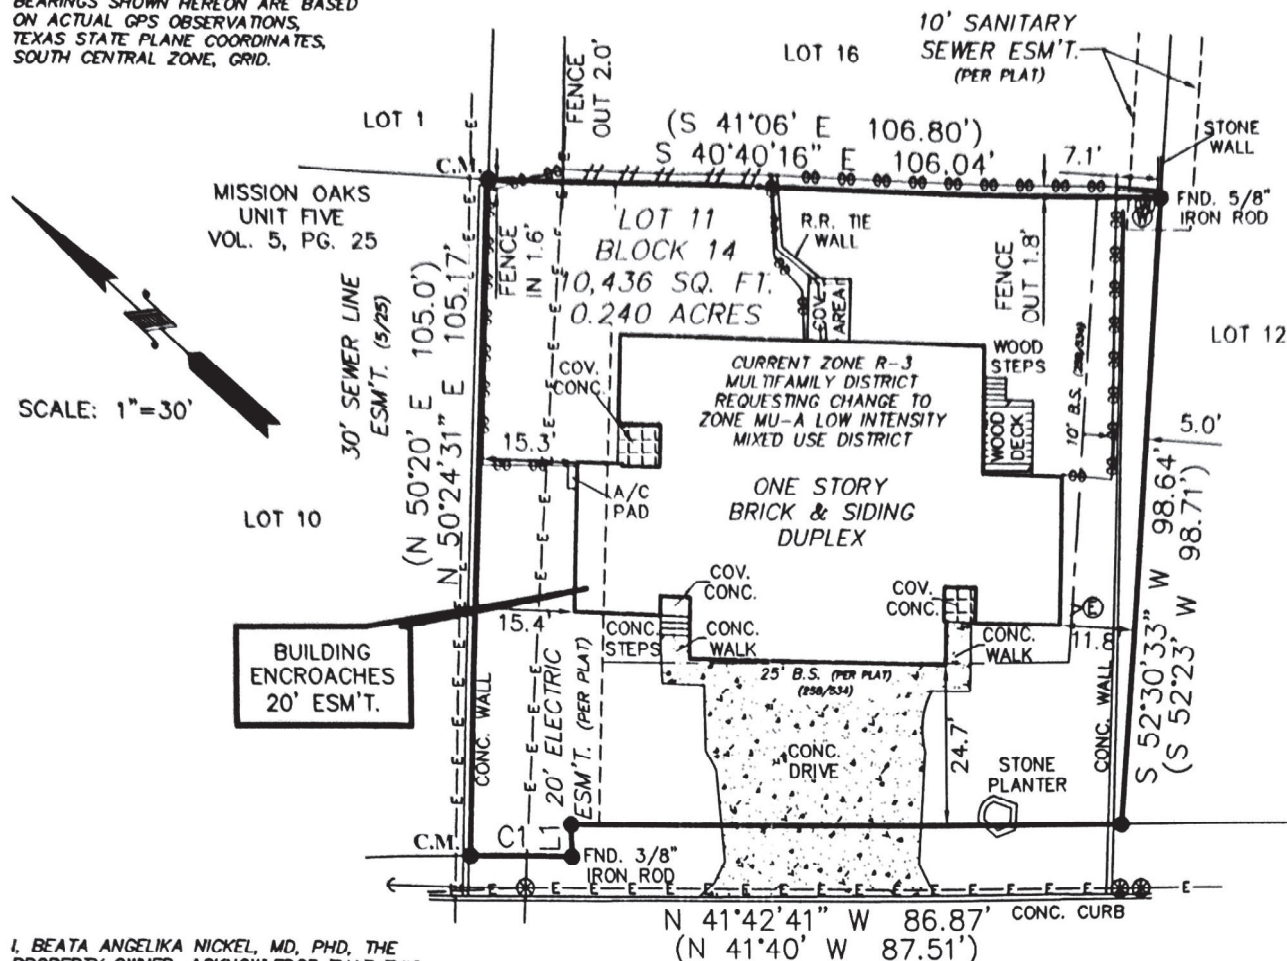 BEARINGS SHOWN HEREON ARE BASED
ON ACTUAL GPS OBSERVATIONS,
TEXAS STATE PLANE COORDINATES,
SOUTH CENTRAL ZONE, GRID.
10' SANITARY
SEWER ESM'T.
(PER PLAT)
LOT 16
FENCE
OUT 2.0'
LOT 1
(S 41°06' E 106.80')
S 40°40'16" E 106.04'
7.1'
STONE
WALL
C.M.
FND. 5/8"
IRON ROD
W
MISSION OAKS
UNIT FIVE
VOL. 5, PG. 25
LOT 11
BLOCK 14
10,436 SQ. FT.
0.240 ACRES
R.R. TIE
WALL
FENCE
IN 1.6'
FENCE
OUT 1.8'
COV.
AREA
LOT 12
30' SEWER LINE
ESM'T. (5/25)
(N 50°20' E 105.0')
N 50°24'31" E 105.17'
SCALE: 1"=30'
COV.
CONC.
CURRENT ZONE R-3
MULTIFAMILY DISTRICT
REQUESTING CHANGE TO
ZONE MU-A LOW INTENSITY
MIXED USE DISTRICT
WOOD
STEPS
WOOD
DECK
10' B.S. (258/534)
5.0'
15.3'
A/C
PAD
ONE STORY
BRICK & SIDING
DUPLEX
LOT 10
S 52°30'33" W 98.64'
(S 52°23' W 98.71')
COV.
CONC.
COV.
CONC.
E
15.4'
CONC.
STEPS
CONC.
WALK
CONC.
WALK
11.8'
BUILDING
ENCROACHES
20' ESM'T.
25' B.S. (PER PLAT)
(258/534)
CONC. WALL
20' ELECTRIC
ESM'T. (PER PLAT)
CONC.
DRIVE
24.7'
STONE
PLANTER
CONC. WALL
C.M.
C1
L1
FND. 3/8"
IRON ROD
E E E E E E E E E E E E
N 41°42'41" W 86.87'
CONC. CURB
(N 41°40' W 87.51')
I, BEATA ANGELIKA NICKEL, MD, PHD, THE